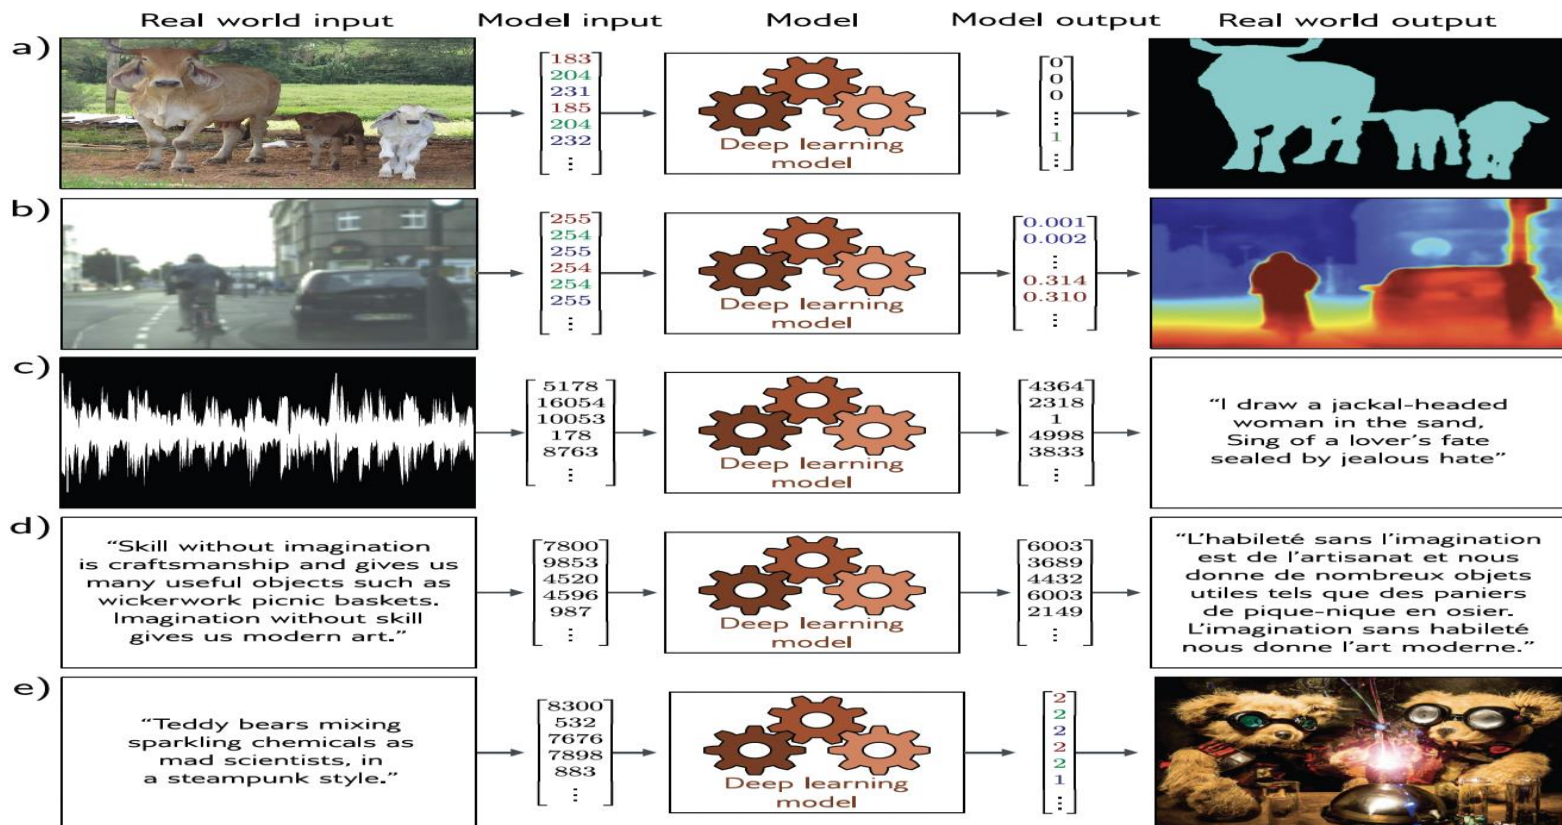 Real world input
Model input
Model
Model output
Real world output
a)
183
204
231
185
204
232
...
Deep learning
model
0
0
0
...
1
...
b)
255
254
255
254
254
255
...
Deep learning
model
0.001
0.002
...
0.314
0.310
...
c)
5178
16054
10053
178
8763
...
Deep learning
model
4364
2318
1
4998
3833
...
“I draw a jackal-headed
woman in the sand,
Sing of a lover’s fate
sealed by jealous hate”
d)
“Skill without imagination
is craftsmanship and gives us
many useful objects such as
wickerwork picnic baskets.
Imagination without skill
gives us modern art.”
7800
9853
4520
4596
987
...
Deep learning
model
6003
3689
4432
6003
2149
...
“L’habileté sans l’imagination
est de l’artisanat et nous
donne de nombreux objets
utiles tels que des paniers
de pique-nique en osier.
L’imagination sans habileté
nous donne l’art moderne.”
e)
“Teddy bears mixing
sparkling chemicals as
mad scientists, in
a steampunk style.”
8300
532
7676
7898
883
...
Deep learning
model
2
2
2
2
2
1
...